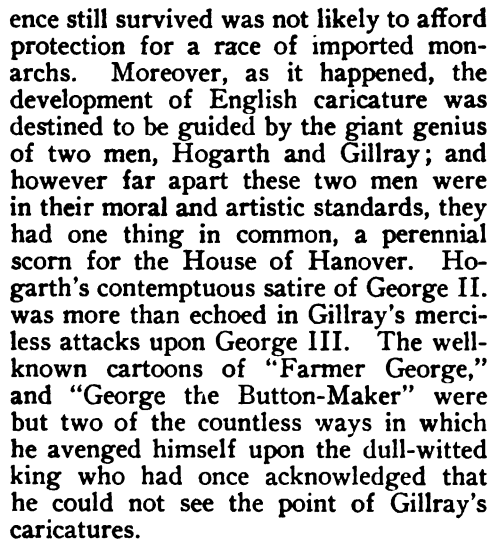 ence still survived was not likely to afford
protection for a race of imported mon-
archs. Moreover, as it happened, the
development of English caricature was
destined to be guided by the giant genius
of two men, Hogarth and Gillray; and
however far apart these two men were
in their moral and artistic standards, they
had one thing in common, a perennial
scorn for the House of Hanover. Ho-
garth's contemptuous satire of George II.
was more than echoed in Gillray's merci-
less attacks upon George III. The well-
known cartoons of "Farmer George,"
and "George the Button-Maker" were
but two of the countless ways in which
he avenged himself upon the dull-witted
king who had once acknowledged that
he could not see the point of Gillray's
caricatures.